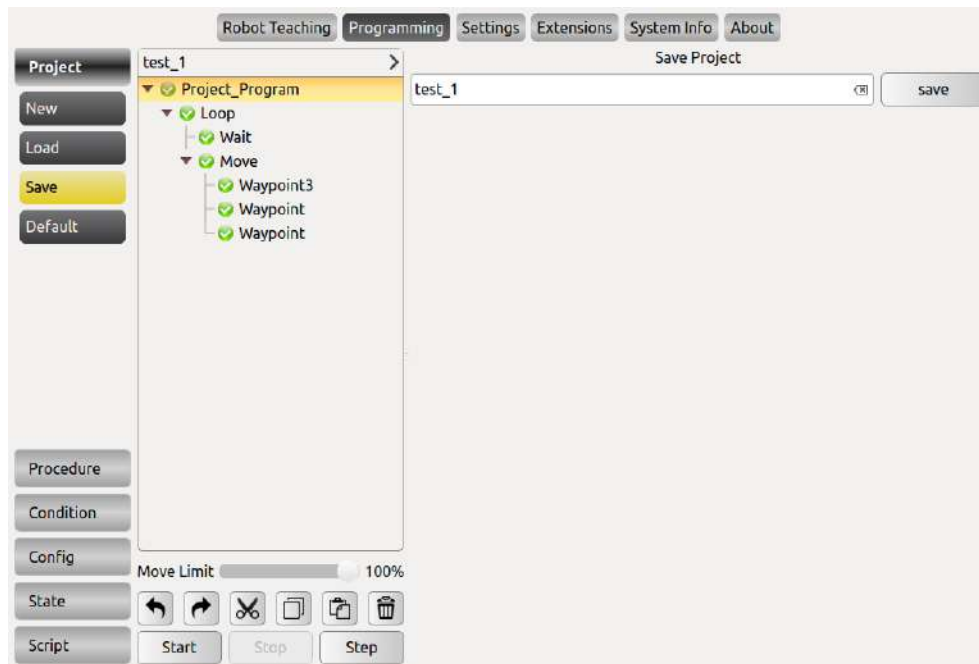 Robot Teaching Programming Settings Extensions System Info About
Project
New
Load
Save
Default
Procedure
Condition
Config
State
Script
test_1
Project_Program
Loop
Wait
Move
Waypoint3
Waypoint
Waypoint
Move Limit 100%
Start Stop Step
Save Project
test_1 save